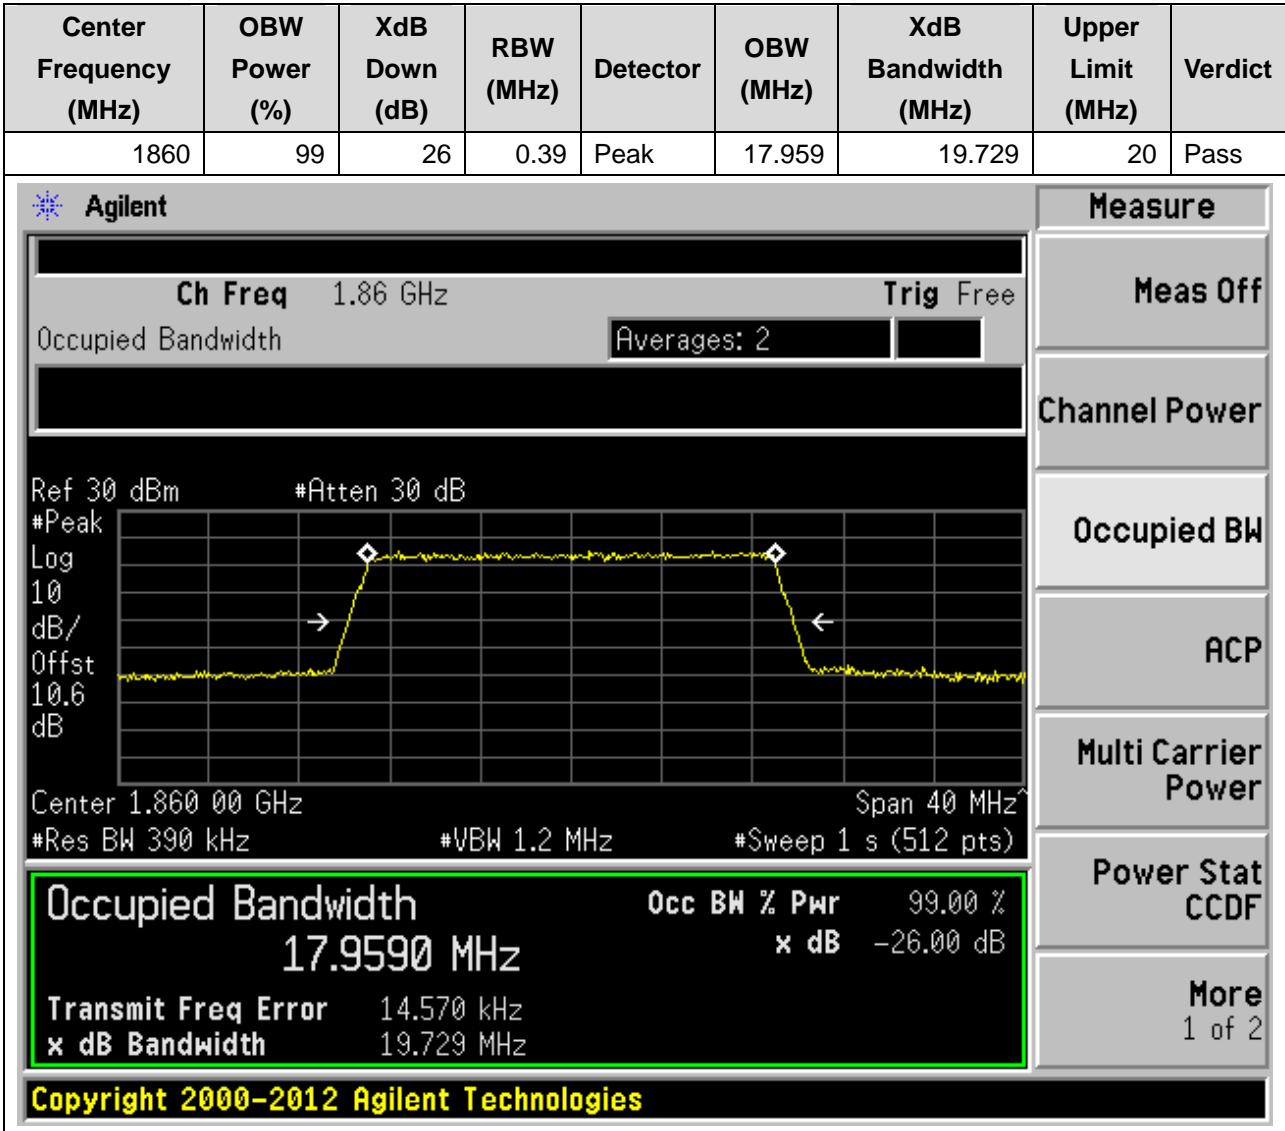 Center Frequency (MHz) OBW Power (%) XdB Down (dB) RBW (MHz) Detector OBW (MHz) XdB Bandwidth (MHz) Upper Limit (MHz) Verdict
1860 99 26 0.39 Peak 17.959 19.729 20 Pass
Agilent
Measure
Ch Freq 1.86 GHz Trig Free
Meas Off
Occupied Bandwidth Averages: 2
Channel Power
Ref 30 dBm #Atten 30 dB
#Peak
Log
10
dB/
Offst
10.6
dB
Occupied BW
ACP
Center 1.860 00 GHz Span 40 MHz^
#Res BW 390 kHz #VBW 1.2 MHz #Sweep 1 s (512 pts)
Multi Carrier
Power
Occupied Bandwidth Occ BW % Pwr 99.00 %
17.9590 MHz x dB -26.00 dB
Power Stat
CCDF
Transmit Freq Error 14.570 kHz
x dB Bandwidth 19.729 MHz
More
1 of 2
Copyright 2000-2012 Agilent Technologies